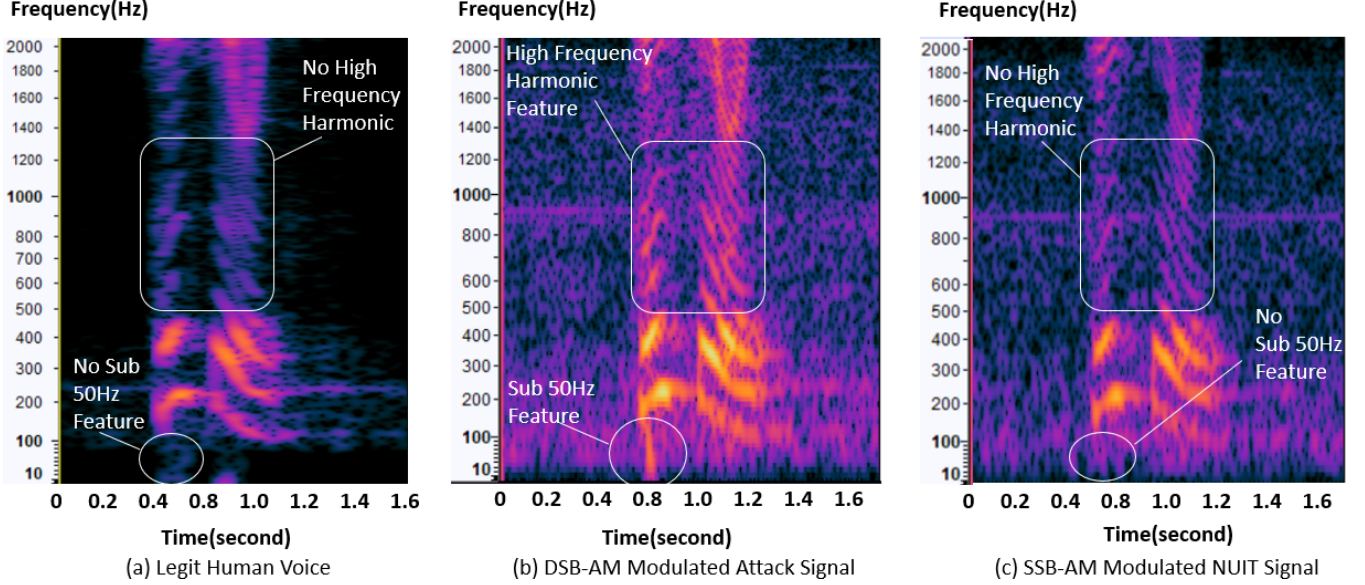 Frequency(Hz)
2000
1800
1600
1400
1200
1000
800
700
600
500
400
300
200
100
10
No High
Frequency
Harmonic
No Sub
50Hz
Feature
0 0.4 0.6 0.8 1.0 1.2 1.4 1.6
Time(second)
(a) Legit Human Voice
Frequency(Hz)
2000
1800
1600
1400
1200
1000
800
700
600
500
400
300
200
100
10
High Frequency
Harmonic
Feature
Sub 50Hz
Feature
0 0.2 0.4 0.6 0.8 1.0 1.2 1.4 1.6
Time(second)
(b) DSB-AM Modulated Attack Signal
Frequency(Hz)
2000
1800
1600
1400
1200
1000
800
600
500
400
300
200
100
10
No High
Frequency
Harmonic
No
Sub 50Hz
Feature
0 0.2 0.4 0.6 0.8 1.0 1.2 1.4 1.6
Time(second)
(c) SSB-AM Modulated NUIT Signal